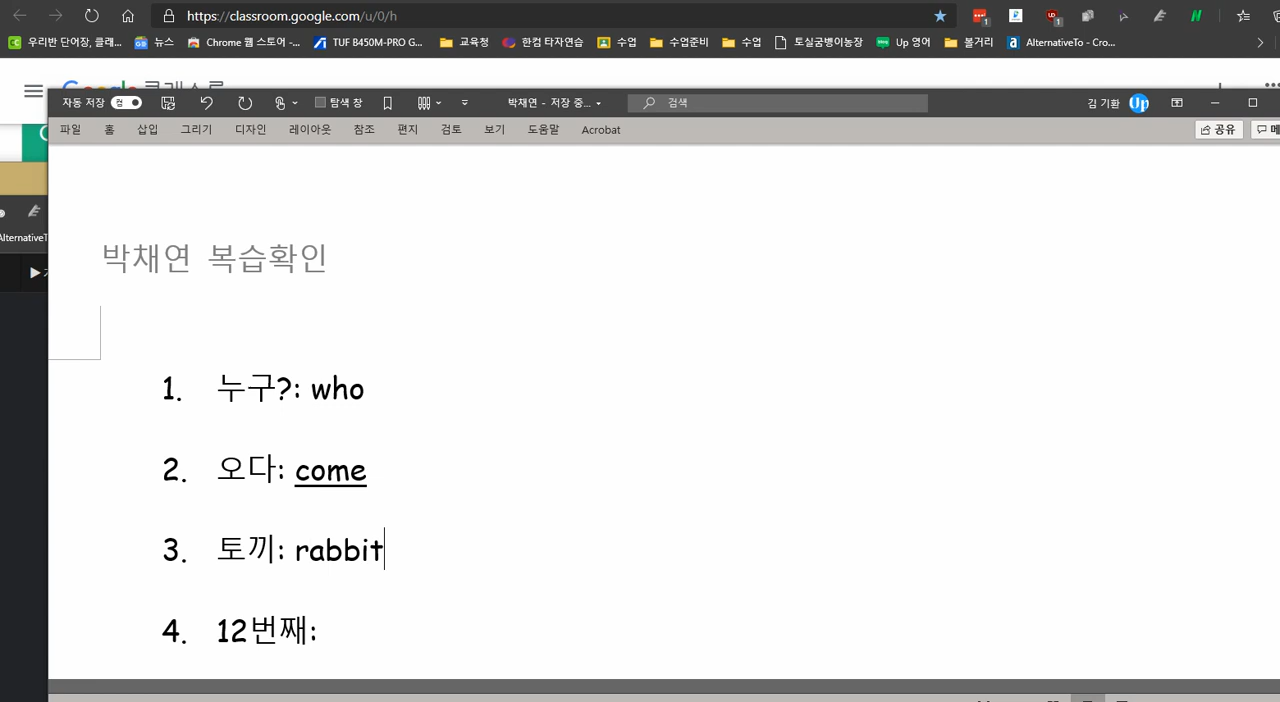 https://classroom.google.com/u/0/h
우리반 단어장, 클래... 뉴스 Chrome 웹 스토어 -... TUF B450M-PRO G... 교육청 한컴 타자연습 수업 수업준비 수업 토실궁뱅이농장 Up 영어 볼거리 AlternativeTo - Cro...
자동 저장 탐색 창 박채연 - 저장 중... 검색 김 기환 Up
파일 홈 삽입 그리기 디자인 레이아웃 참조 편지 검토 보기 도움말 Acrobat 공유
AlternativeT
박채연 복습확인
1. 누구?: who
2. 오다: come
3. 토끼: rabbit
4. 12번째: